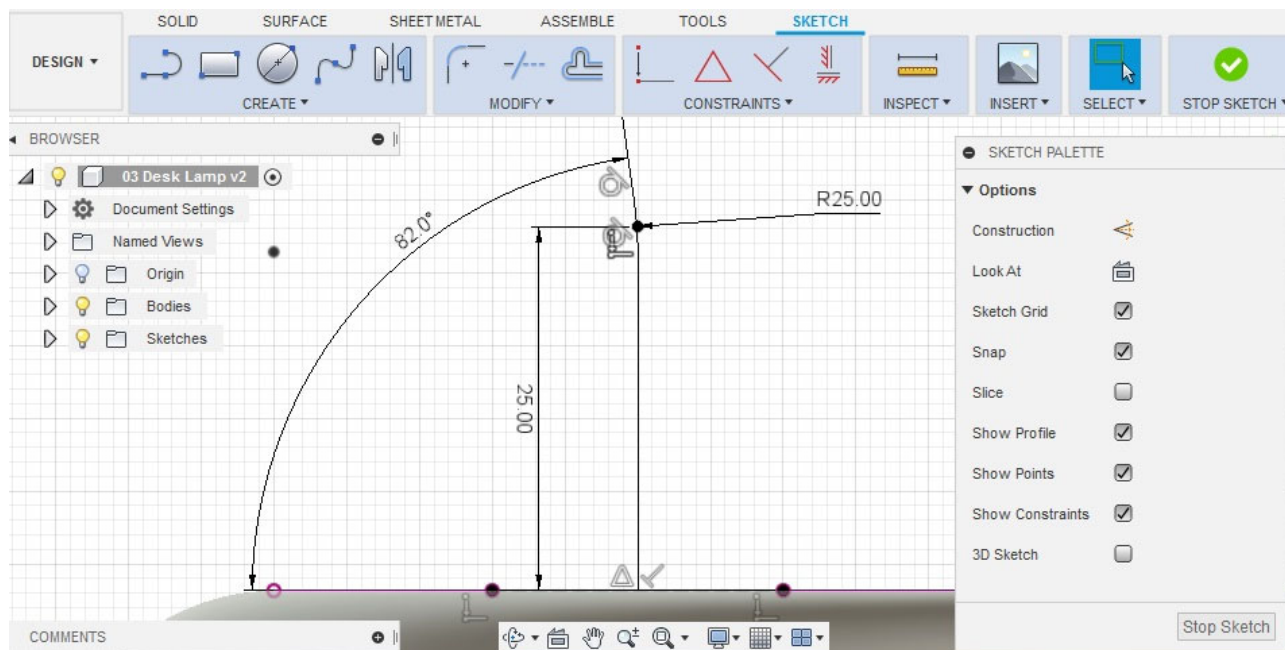 SOLID SURFACE SHEET METAL ASSEMBLE TOOLS SKETCH
DESIGN ▾
CREATE ▾ MODIFY ▾ CONSTRAINTS ▾ INSPECT ▾ INSERT ▾ SELECT ▾ STOP SKETCH
BROWSER
03 Desk Lamp v2
Document Settings
Named Views
Origin
Bodies
Sketches
82.0°
R25.00
25.00
SKETCH PALETTE
▼ Options
Construction
Look At
Sketch Grid
Snap
Slice
Show Profile
Show Points
Show Constraints
3D Sketch
Stop Sketch
COMMENTS